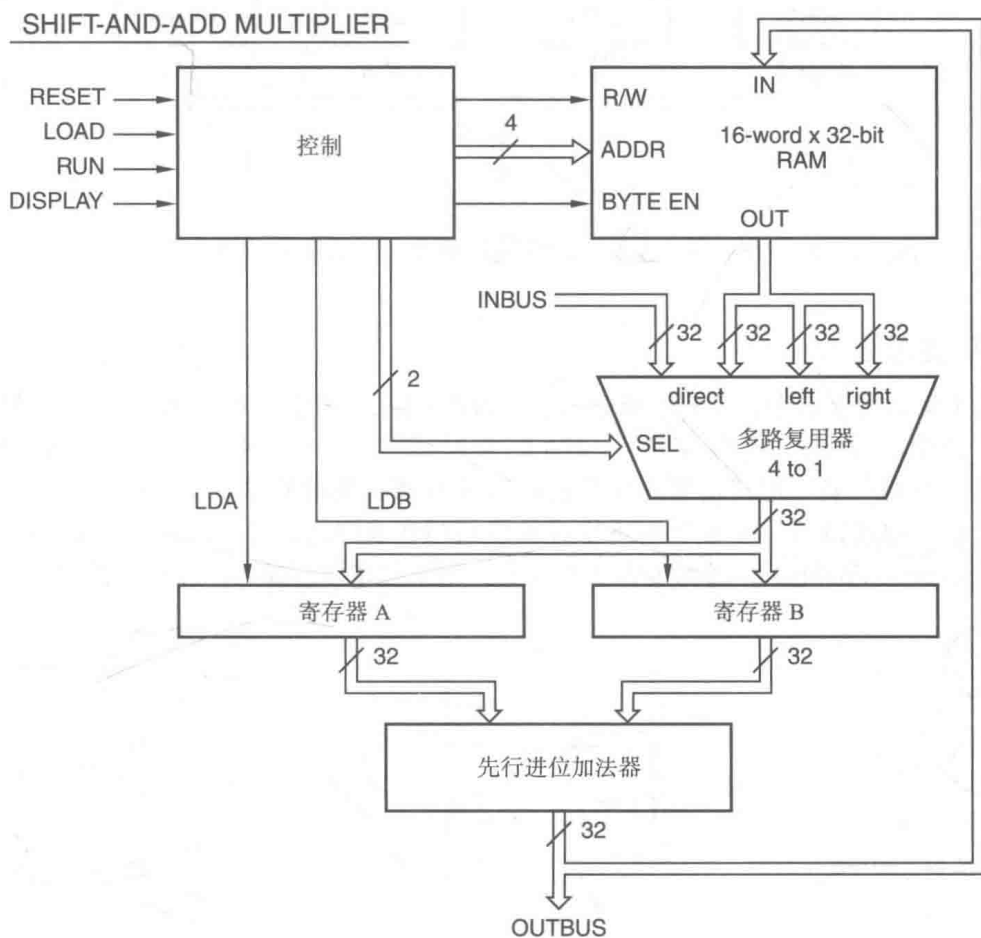 SHIFT-AND-ADD MULTIPLIER
RESET
LOAD
RUN
DISPLAY
控制
4
R/W
ADDR
BYTE EN
IN
16-word x 32-bit
RAM
OUT
INBUS
32
32
32
32
2
direct
left
right
SEL
多路复用器
4 to 1
LDA
LDB
32
寄存器 A
寄存器 B
32
32
先行进位加法器
32
OUTBUS